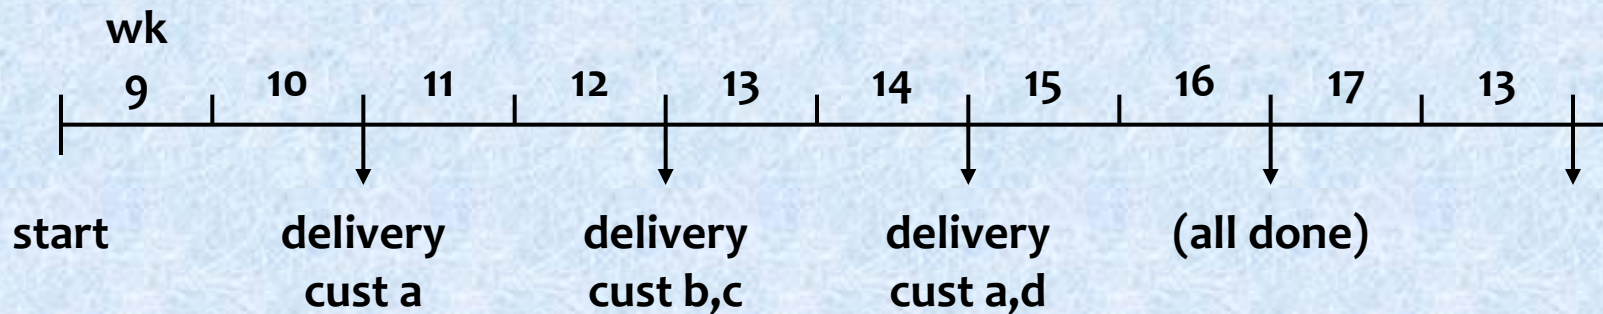 wk
9 10 11 12 13 14 15 16 17 13
start delivery delivery delivery (all done)
cust a cust b,c cust a,d